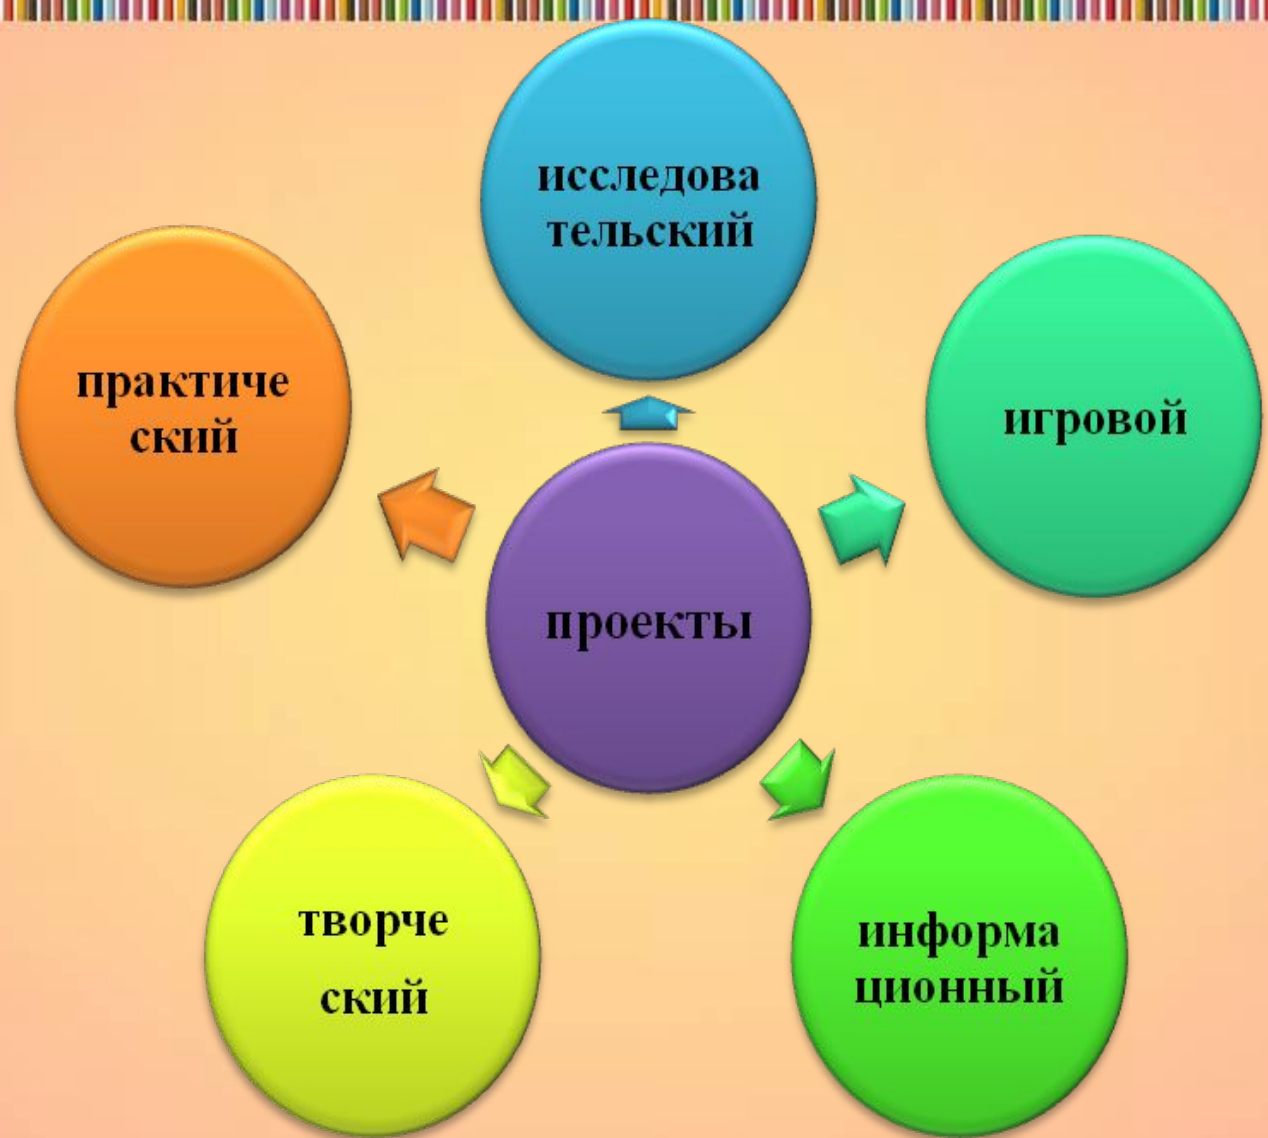 исследова
тельский
практиче
ский
игровой
проекты
творче
ский
информа
ционный